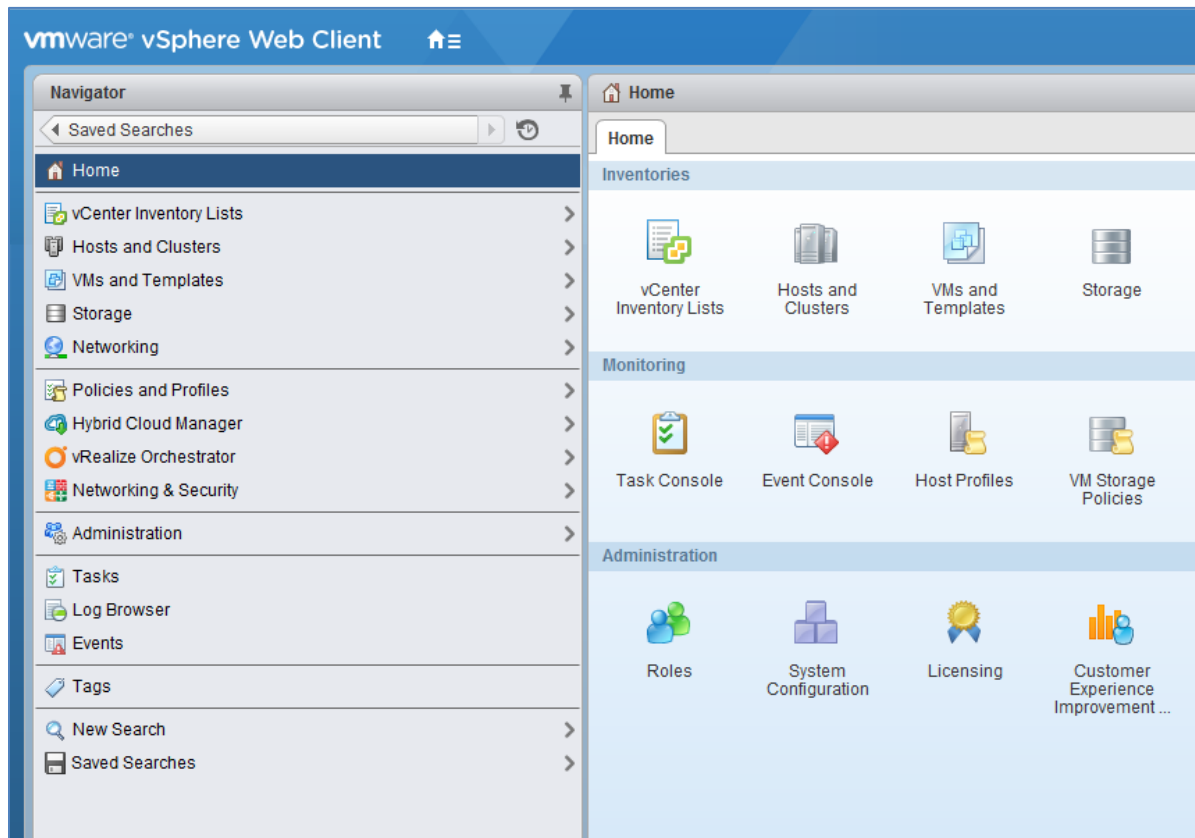 vmware® vSphere Web Client
Navigator
Saved Searches
Home
vCenter Inventory Lists
Hosts and Clusters
VMs and Templates
Storage
Networking
Policies and Profiles
Hybrid Cloud Manager
vRealize Orchestrator
Networking & Security
Administration
Tasks
Log Browser
Events
Tags
New Search
Saved Searches
Home
Home
Inventories
vCenter
Inventory Lists
Hosts and
Clusters
VMs and
Templates
Storage
Monitoring
Task Console
Event Console
Host Profiles
VM Storage
Policies
Administration
Roles
System
Configuration
Licensing
Customer
Experience
Improvement ...